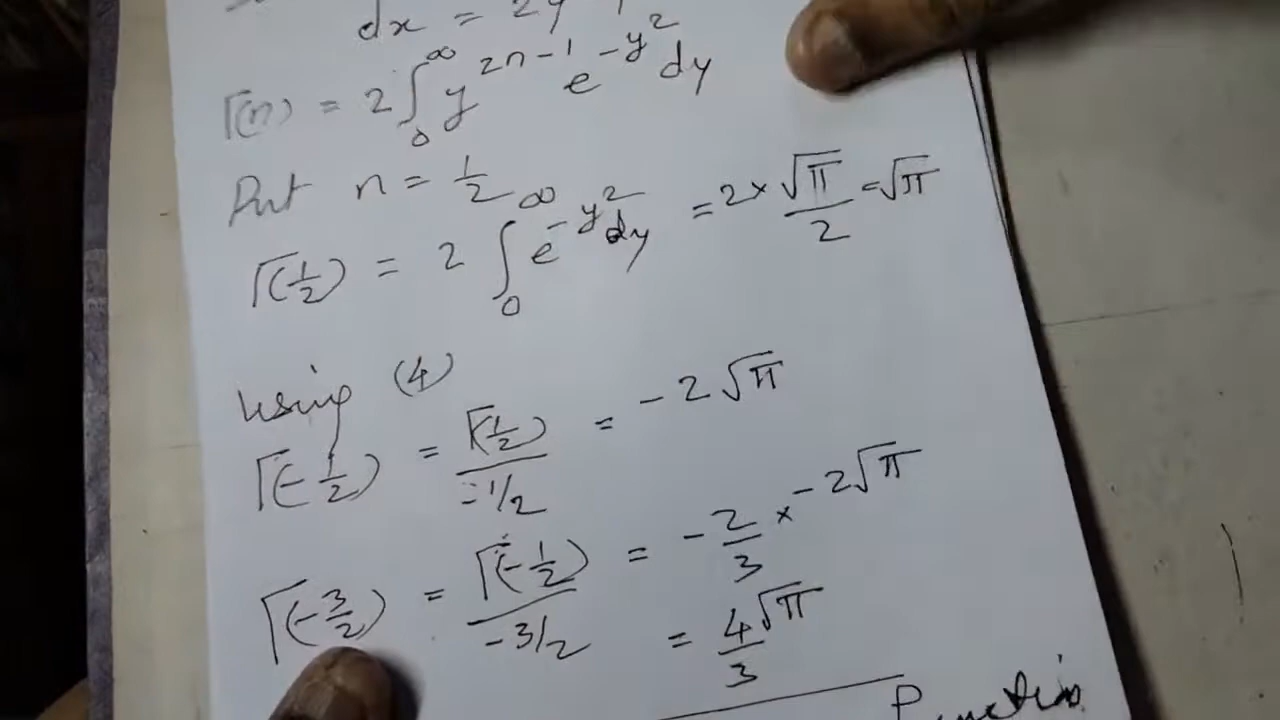 dx = 2y
Γ(n) = 2 ∫₀^∞ y^{2n-1} e^{-y²} dy
Put n = 1/2
Γ(1/2) = 2 ∫₀^∞ e^{-y²} dy = 2 × √π/2 = √π
Using (4)
Γ(-1/2) = Γ(1/2)/(-1/2) = -2√π
Γ(-3/2) = Γ(-1/2)/(-3/2) = -2/3 × -2√π
= 4/3 √π